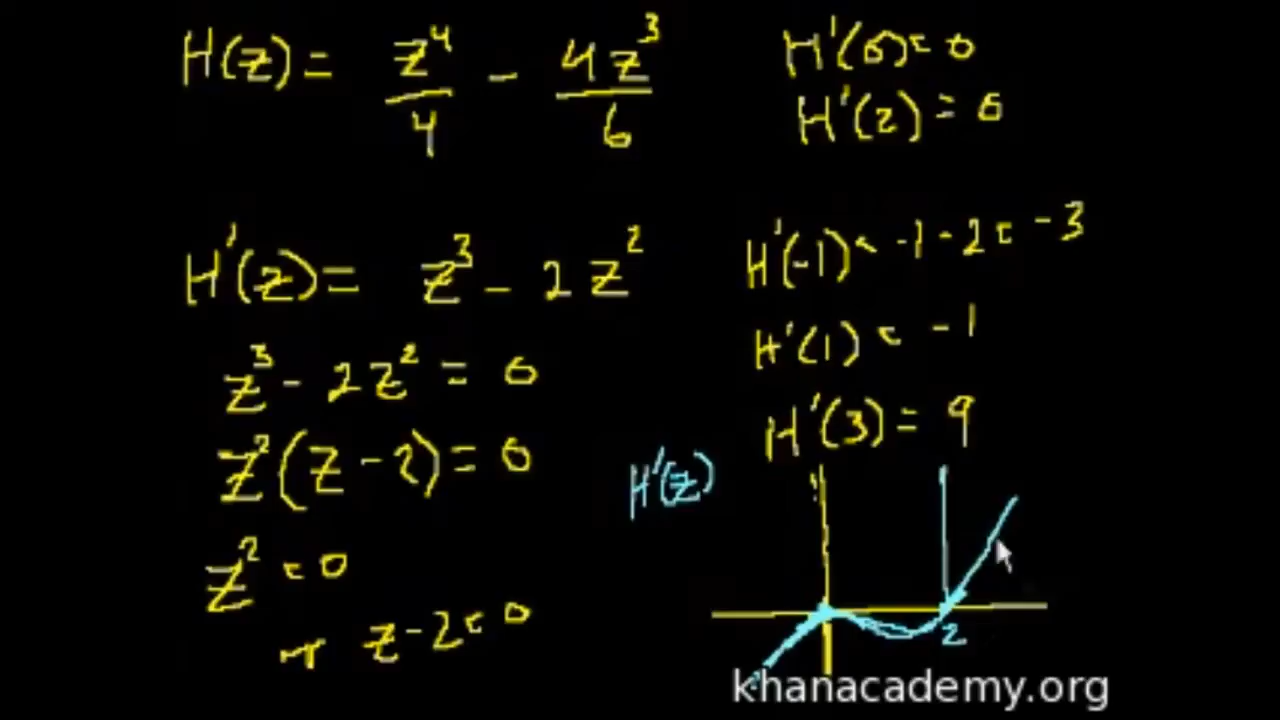 H(z) = z⁴/4 - 4z³/6
H'(0) = 0
H'(2) = 0
H'(z) = z³ - 2z²
z³ - 2z² = 0
z²(z - 2) = 0
z² = 0
or z - 2 = 0
H'(-1) = -1 - 2 = -3
H'(1) = -1
H'(3) = 9
H'(z)
2
khanacademy.org